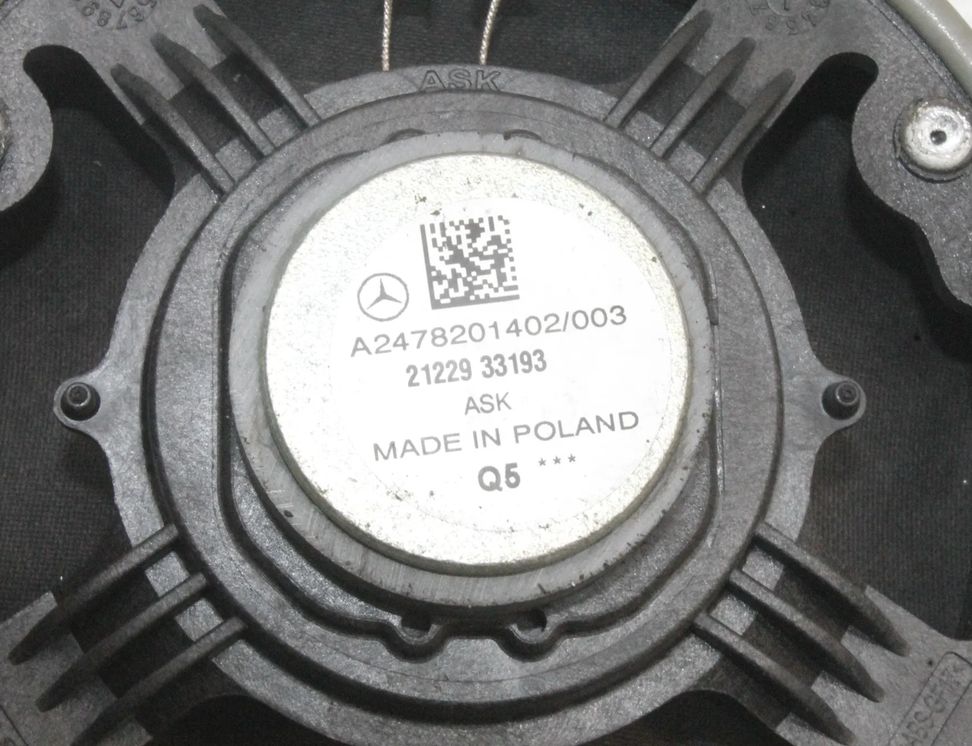 ASK
A2478201402/003
21229 33193
ASK
MADE IN POLAND
Q5 ***